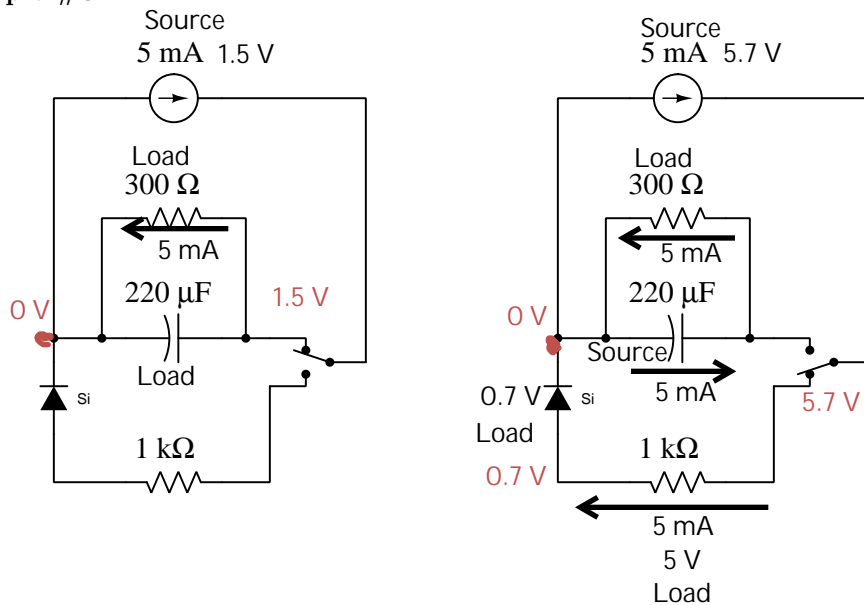 Source
5 mA 1.5 V
Load
300 Ω
5 mA
220 μF
1.5 V
0 V
Load
Si
1 kΩ
Source
5 mA 5.7 V
Load
300 Ω
5 mA
220 μF
0 V
Source
5 mA
0.7 V
Si
5.7 V
Load
1 kΩ
0.7 V
5 mA
5 V
Load